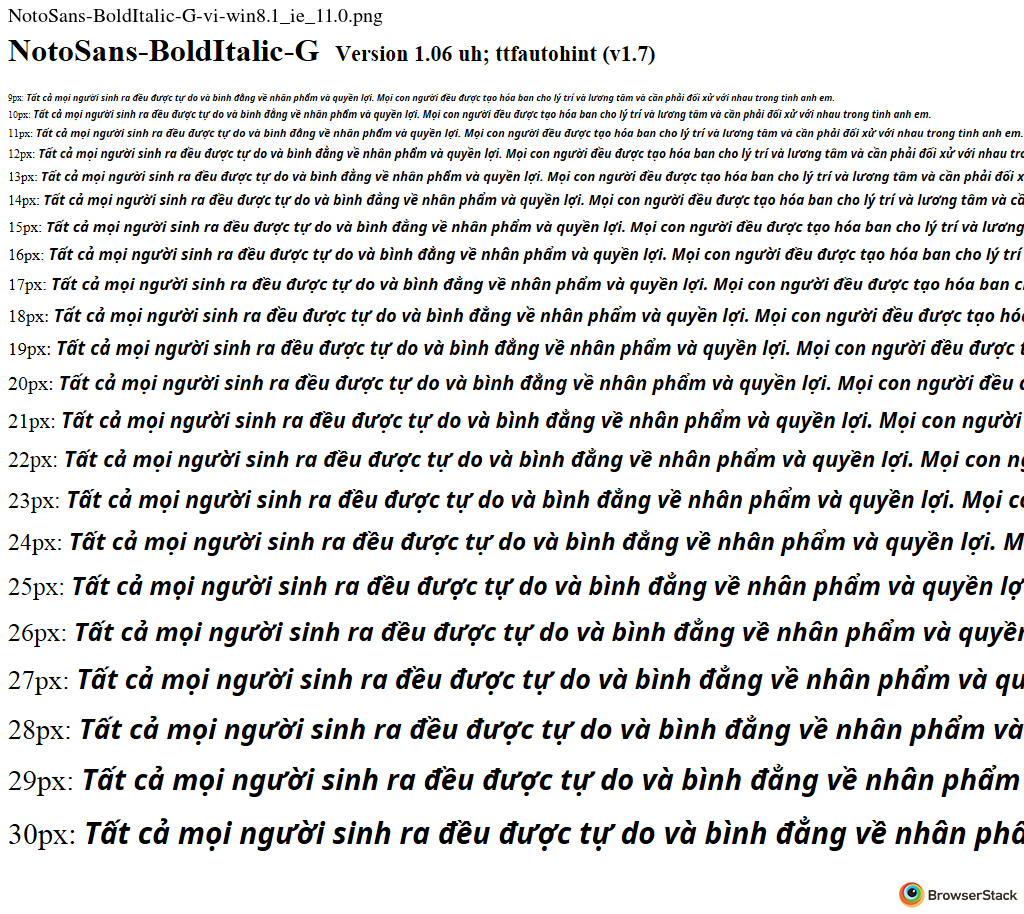 NotoSans-BoldItalic-G-vi-win8.1_ie_11.0.png
NotoSans-BoldItalic-G Version 1.06 uh; ttfautohint (v1.7)
9px: Tất cả mọi người sinh ra đều được tự do và bình đẳng về nhân phẩm và quyền lợi. Mọi con người đều được tạo hóa ban cho lý trí và lương tâm và cần phải đối xử với nhau trong tình anh em.
10px: Tất cả mọi người sinh ra đều được tự do và bình đẳng về nhân phẩm và quyền lợi. Mọi con người đều được tạo hóa ban cho lý trí và lương tâm và cần phải đối xử với nhau trong tình anh em.
11px: Tất cả mọi người sinh ra đều được tự do và bình đẳng về nhân phẩm và quyền lợi. Mọi con người đều được tạo hóa ban cho lý trí và lương tâm và cần phải đối xử với nhau trong tình anh em.
12px: Tất cả mọi người sinh ra đều được tự do và bình đẳng về nhân phẩm và quyền lợi. Mọi con người đều được tạo hóa ban cho lý trí và lương tâm và cần phải đối xử với nhau tro
13px: Tất cả mọi người sinh ra đều được tự do và bình đẳng về nhân phẩm và quyền lợi. Mọi con người đều được tạo hóa ban cho lý trí và lương tâm và cần phải đối x
14px: Tất cả mọi người sinh ra đều được tự do và bình đẳng về nhân phẩm và quyền lợi. Mọi con người đều được tạo hóa ban cho lý trí và lương tâm và cầ
15px: Tất cả mọi người sinh ra đều được tự do và bình đẳng về nhân phẩm và quyền lợi. Mọi con người đều được tạo hóa ban cho lý trí và lương
16px: Tất cả mọi người sinh ra đều được tự do và bình đẳng về nhân phẩm và quyền lợi. Mọi con người đều được tạo hóa ban cho lý trí
17px: Tất cả mọi người sinh ra đều được tự do và bình đẳng về nhân phẩm và quyền lợi. Mọi con người đều được tạo hóa ban c
18px: Tất cả mọi người sinh ra đều được tự do và bình đẳng về nhân phẩm và quyền lợi. Mọi con người đều được tạo hó
19px: Tất cả mọi người sinh ra đều được tự do và bình đẳng về nhân phẩm và quyền lợi. Mọi con người đều được t
20px: Tất cả mọi người sinh ra đều được tự do và bình đẳng về nhân phẩm và quyền lợi. Mọi con người đều đ
21px: Tất cả mọi người sinh ra đều được tự do và bình đẳng về nhân phẩm và quyền lợi. Mọi con người
22px: Tất cả mọi người sinh ra đều được tự do và bình đẳng về nhân phẩm và quyền lợi. Mọi con ng
23px: Tất cả mọi người sinh ra đều được tự do và bình đẳng về nhân phẩm và quyền lợi. Mọi co
24px: Tất cả mọi người sinh ra đều được tự do và bình đẳng về nhân phẩm và quyền lợi. M
25px: Tất cả mọi người sinh ra đều được tự do và bình đẳng về nhân phẩm và quyền lợ
26px: Tất cả mọi người sinh ra đều được tự do và bình đẳng về nhân phẩm và quyền
27px: Tất cả mọi người sinh ra đều được tự do và bình đẳng về nhân phẩm và qu
28px: Tất cả mọi người sinh ra đều được tự do và bình đẳng về nhân phẩm và
29px: Tất cả mọi người sinh ra đều được tự do và bình đẳng về nhân phẩm
30px: Tất cả mọi người sinh ra đều được tự do và bình đẳng về nhân phẩ
BrowserStack